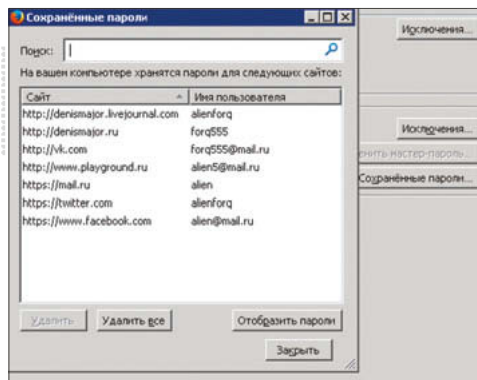 Сохранённые пароли
Поиск:
На вашем компьютере хранятся пароли для следующих сайтов:
Сайт Имя пользователя
http://denismajor.livejournal.com alienforq
http://denismajor.ru forq555
http://vk.com forq555@mail.ru
http://www.playground.ru alien5@mail.ru
https://mail.ru alien
https://twitter.com alienforq
https://www.facebook.com alien@mail.ru
Удалить Удалить все Отобразить пароли
Закрыть
Исключения...
Исключения...
енить мастер-пароль...
Сохранённые пароли...